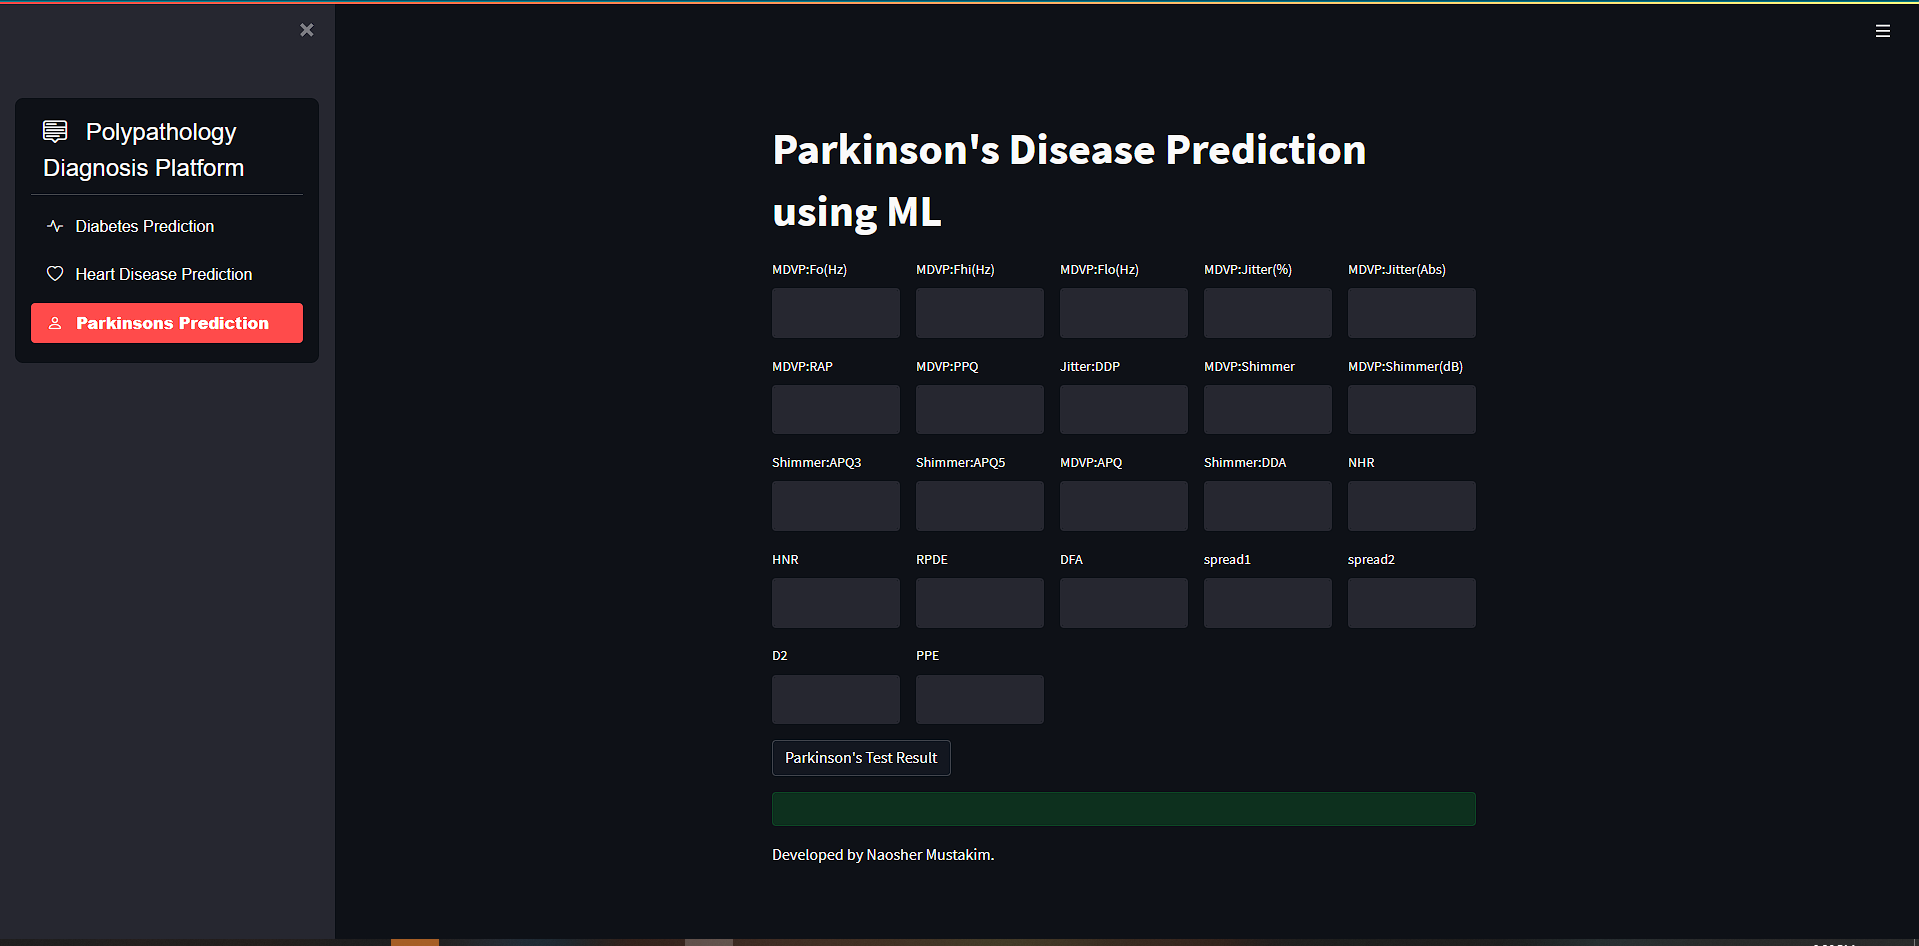 Polypathology
Diagnosis Platform
Diabetes Prediction
Heart Disease Prediction
Parkinsons Prediction
Parkinson's Disease Prediction
using ML
MDVP:Fo(Hz) MDVP:Fhi(Hz) MDVP:Flo(Hz) MDVP:Jitter(%) MDVP:Jitter(Abs)
MDVP:RAP MDVP:PPQ Jitter:DDP MDVP:Shimmer MDVP:Shimmer(dB)
Shimmer:APQ3 Shimmer:APQ5 MDVP:APQ Shimmer:DDA NHR
HNR RPDE DFA spread1 spread2
D2 PPE
Parkinson's Test Result
Developed by Naosher Mustakim.